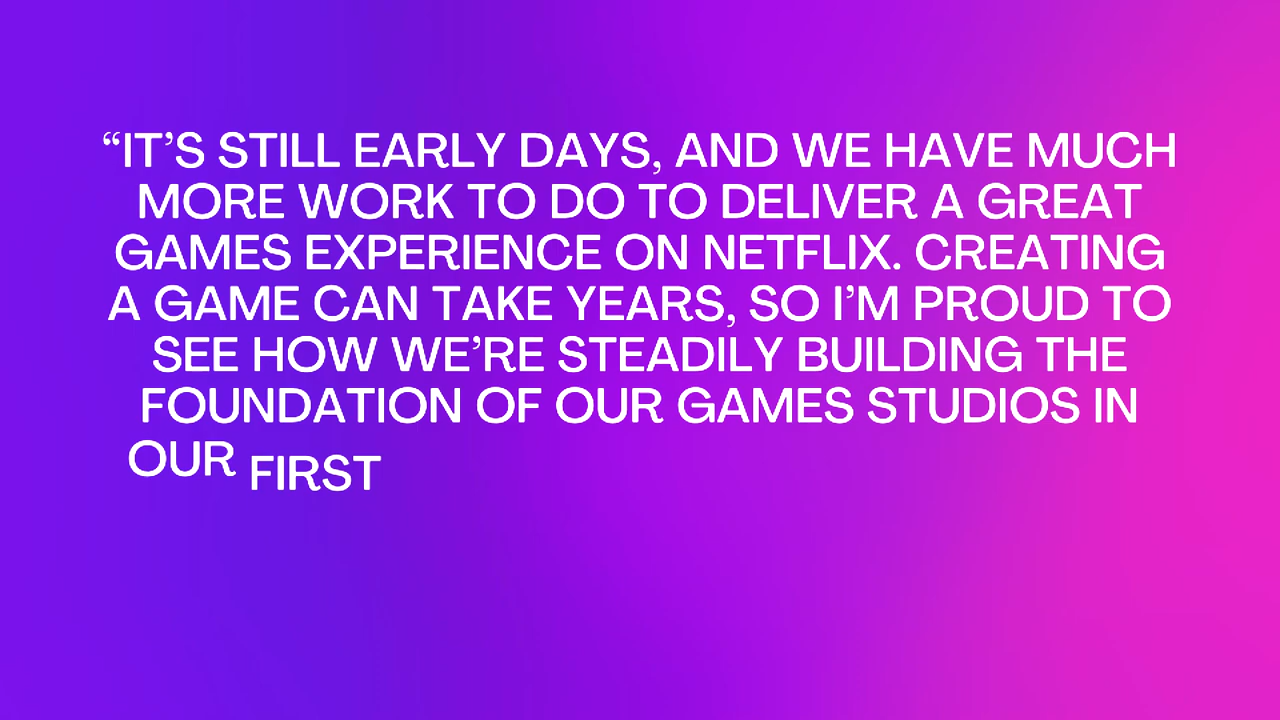 “IT’S STILL EARLY DAYS, AND WE HAVE MUCH
MORE WORK TO DO TO DELIVER A GREAT
GAMES EXPERIENCE ON NETFLIX. CREATING
A GAME CAN TAKE YEARS, SO I’M PROUD TO
SEE HOW WE’RE STEADILY BUILDING THE
FOUNDATION OF OUR GAMES STUDIOS IN
OUR FIRST